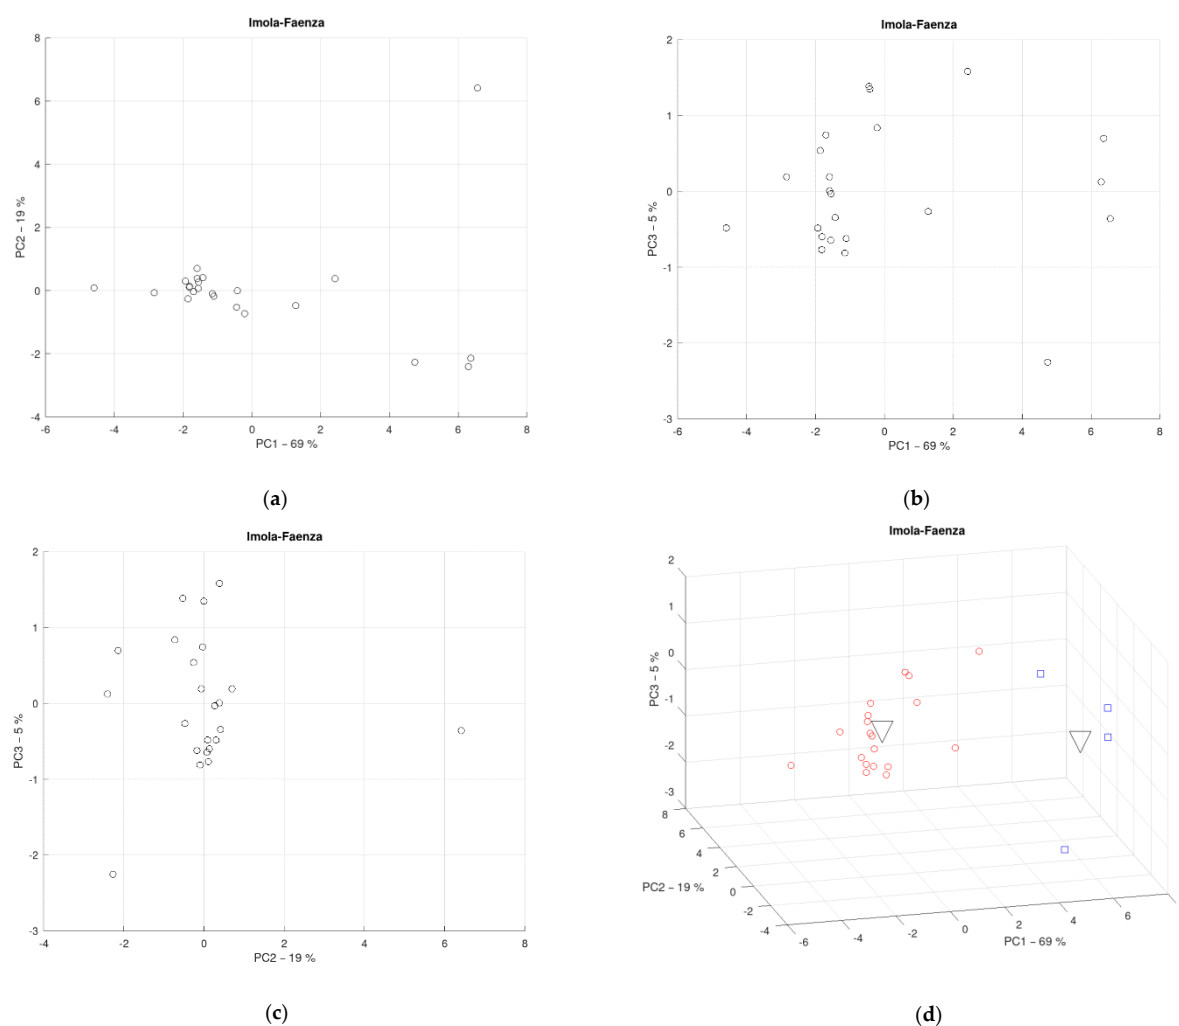 Imola-Faenza
8
6
4
2
0
-2
-4
PC2 – 19 %
-6 -4 -2 0 2 4 6 8
PC1 – 69 %
(a)
Imola-Faenza
2
1
0
-1
-2
-3
PC3 – 5 %
-6 -4 -2 0 2 4 6 8
PC1 – 69 %
(b)
Imola-Faenza
2
1
0
-1
-2
-3
PC3 – 5 %
-4 -2 0 2 4 6 8
PC2 – 19 %
(c)
Imola-Faenza
2
1
0
-1
-2
-3
PC3 – 5 %
8
6
4
2
0
-2
-4
PC2 – 19 %
-6 -4 -2 0 2 4 6
PC1 – 69 %
(d)